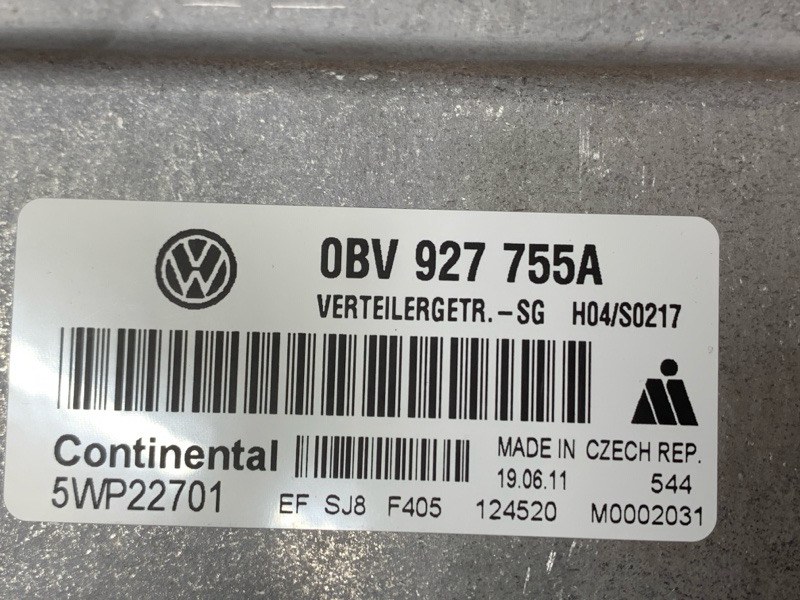 0BV 927 755A
VERTEILERGETR.-SG H04/S0217
Continental MADE IN CZECH REP.
19.06.11 544
5WP22701 EF SJ8 F405 124520 M0002031